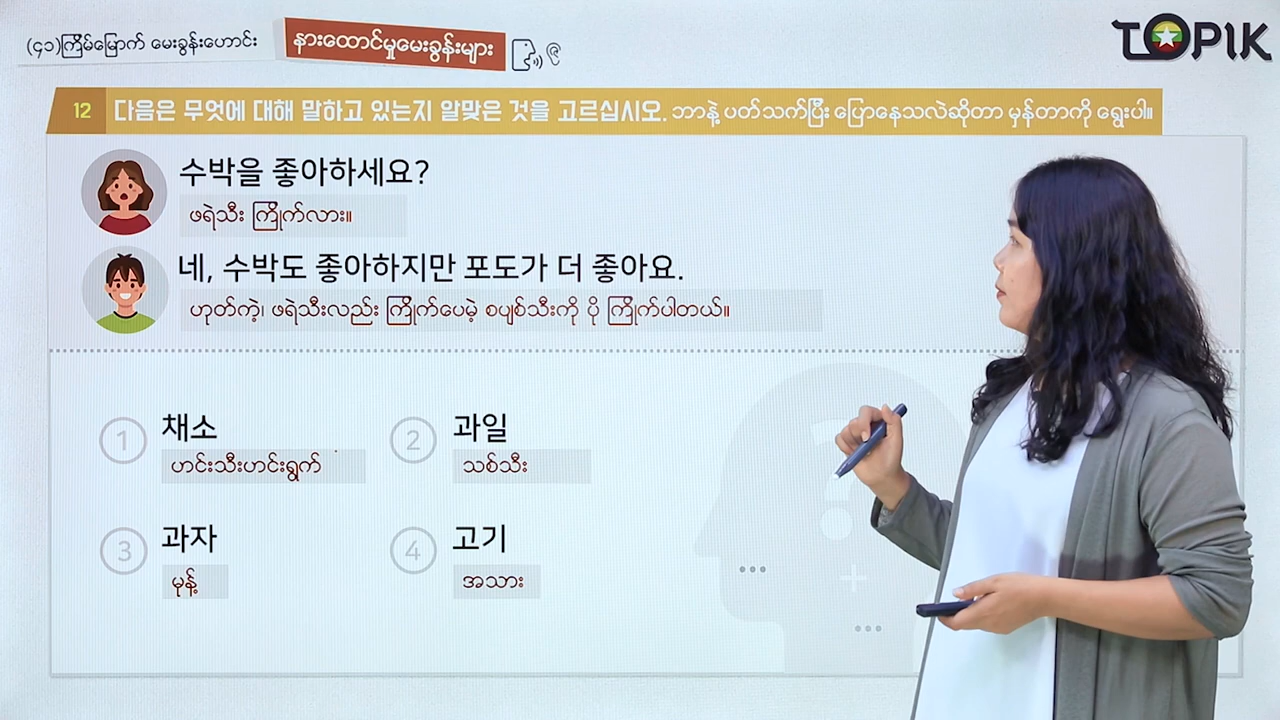 (၄၁)ကြိမ်မြောက် မေးခွန်းဟောင်း
နားထောင်မှုမေးခွန်းများ
TOPIK
12 다음은 무엇에 대해 말하고 있는지 알맞은 것을 고르십시오. ဘာနဲ့ ပတ်သက်ပြီး ပြောနေသလဲဆိုတာ မှန်တာကို ရွေးပါ။
수박을 좋아하세요?
ဖရဲသီး ကြိုက်လား။
네, 수박도 좋아하지만 포도가 더 좋아요.
ဟုတ်ကဲ့၊ ဖရဲသီးလည်း ကြိုက်ပေမဲ့ စပျစ်သီးကို ပို ကြိုက်ပါတယ်။
1 채소
ဟင်းသီးဟင်းရွက်
2 과일
သစ်သီး
3 과자
မုန့်
4 고기
အသား